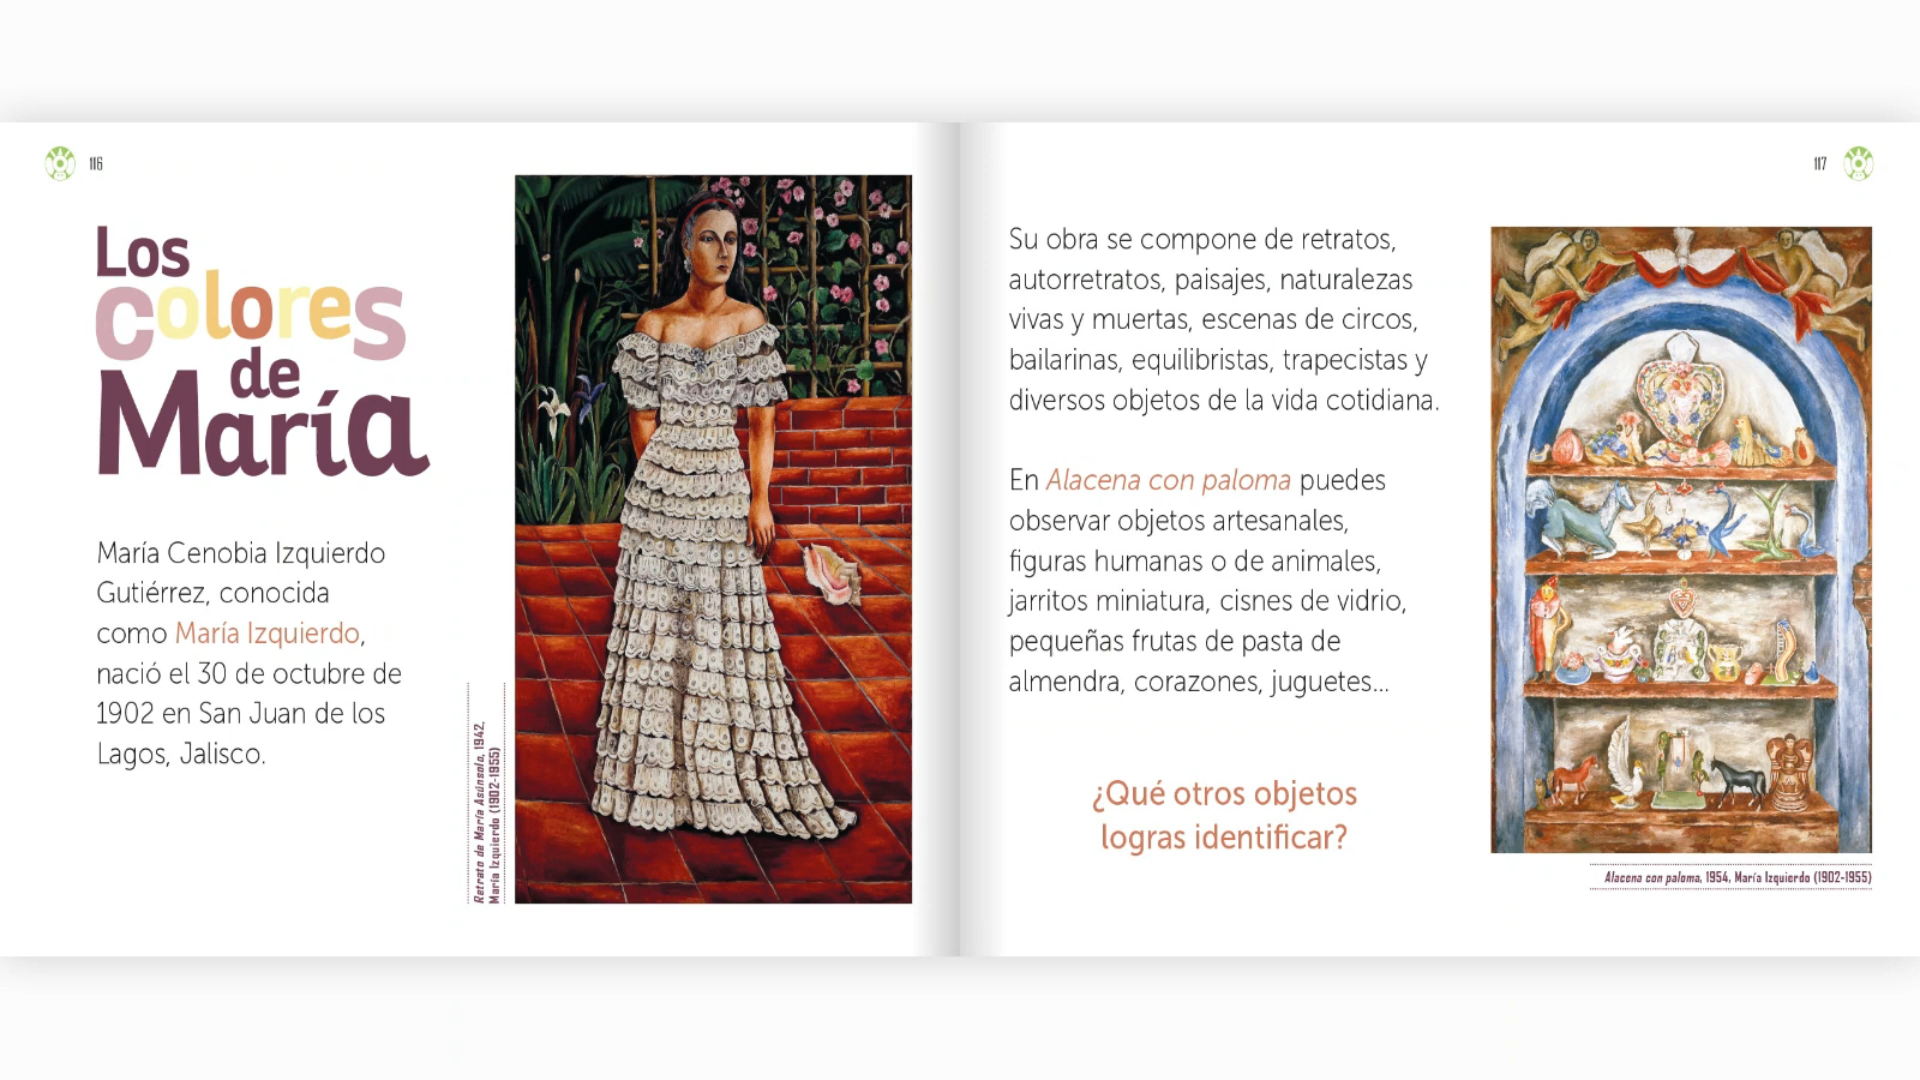 116
Los
colores
de
María
María Cenobia Izquierdo
Gutiérrez, conocida
como María Izquierdo,
nació el 30 de octubre de
1902 en San Juan de los
Lagos, Jalisco.
Retrato de María Asúnsolo, 1942,
María Izquierdo (1902-1955)
117
Su obra se compone de retratos,
autorretratos, paisajes, naturalezas
vivas y muertas, escenas de circos,
bailarinas, equilibristas, trapecistas y
diversos objetos de la vida cotidiana.
En Alacena con paloma puedes
observar objetos artesanales,
figuras humanas o de animales,
jarritos miniatura, cisnes de vidrio,
pequeñas frutas de pasta de
almendra, corazones, juguetes...
¿Qué otros objetos
logras identificar?
Alacena con paloma, 1954, María Izquierdo (1902-1955)